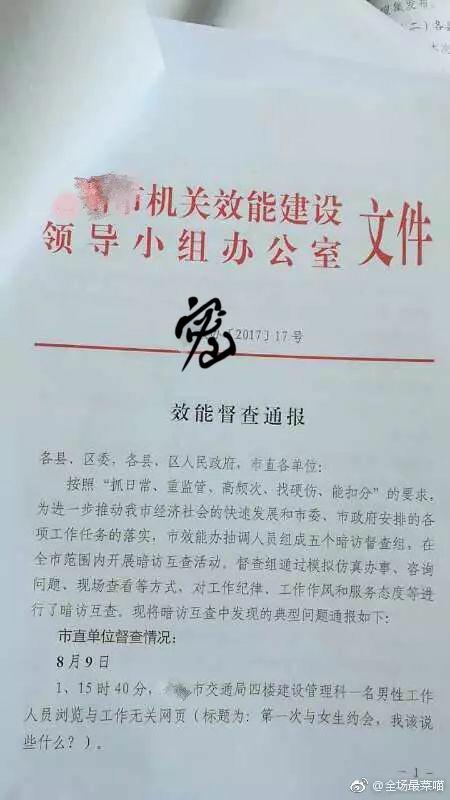 星发布
(二)各县
大次
市机关效能建设
领导小组办公室 文件
办〔2017〕17号
效能督查通报
各县、区委,各县、区人民政府,市直各单位:
按照“抓日常、重监管、高频次、找硬伤、能扣分”的要求,
为进一步推动我市经济社会的快速发展和市委、市政府安排的各
项工作任务的落实,市效能办抽调人员组成五个暗访督查组,在
全市范围内开展暗访互查活动。督查组通过模拟仿真办事、咨询
问题、现场查看等方式,对工作纪律、工作作风和服务态度等进
行了暗访互查。现将暗访互查中发现的典型问题通报如下:
市直单位督查情况:
8月9日
1、15时40分,市交通局四楼建设管理科一名男性工作
人员浏览与工作无关网页(标题为:第一次与女生约会,我该说
些什么?)。
- 1 -
@全场最菜喵